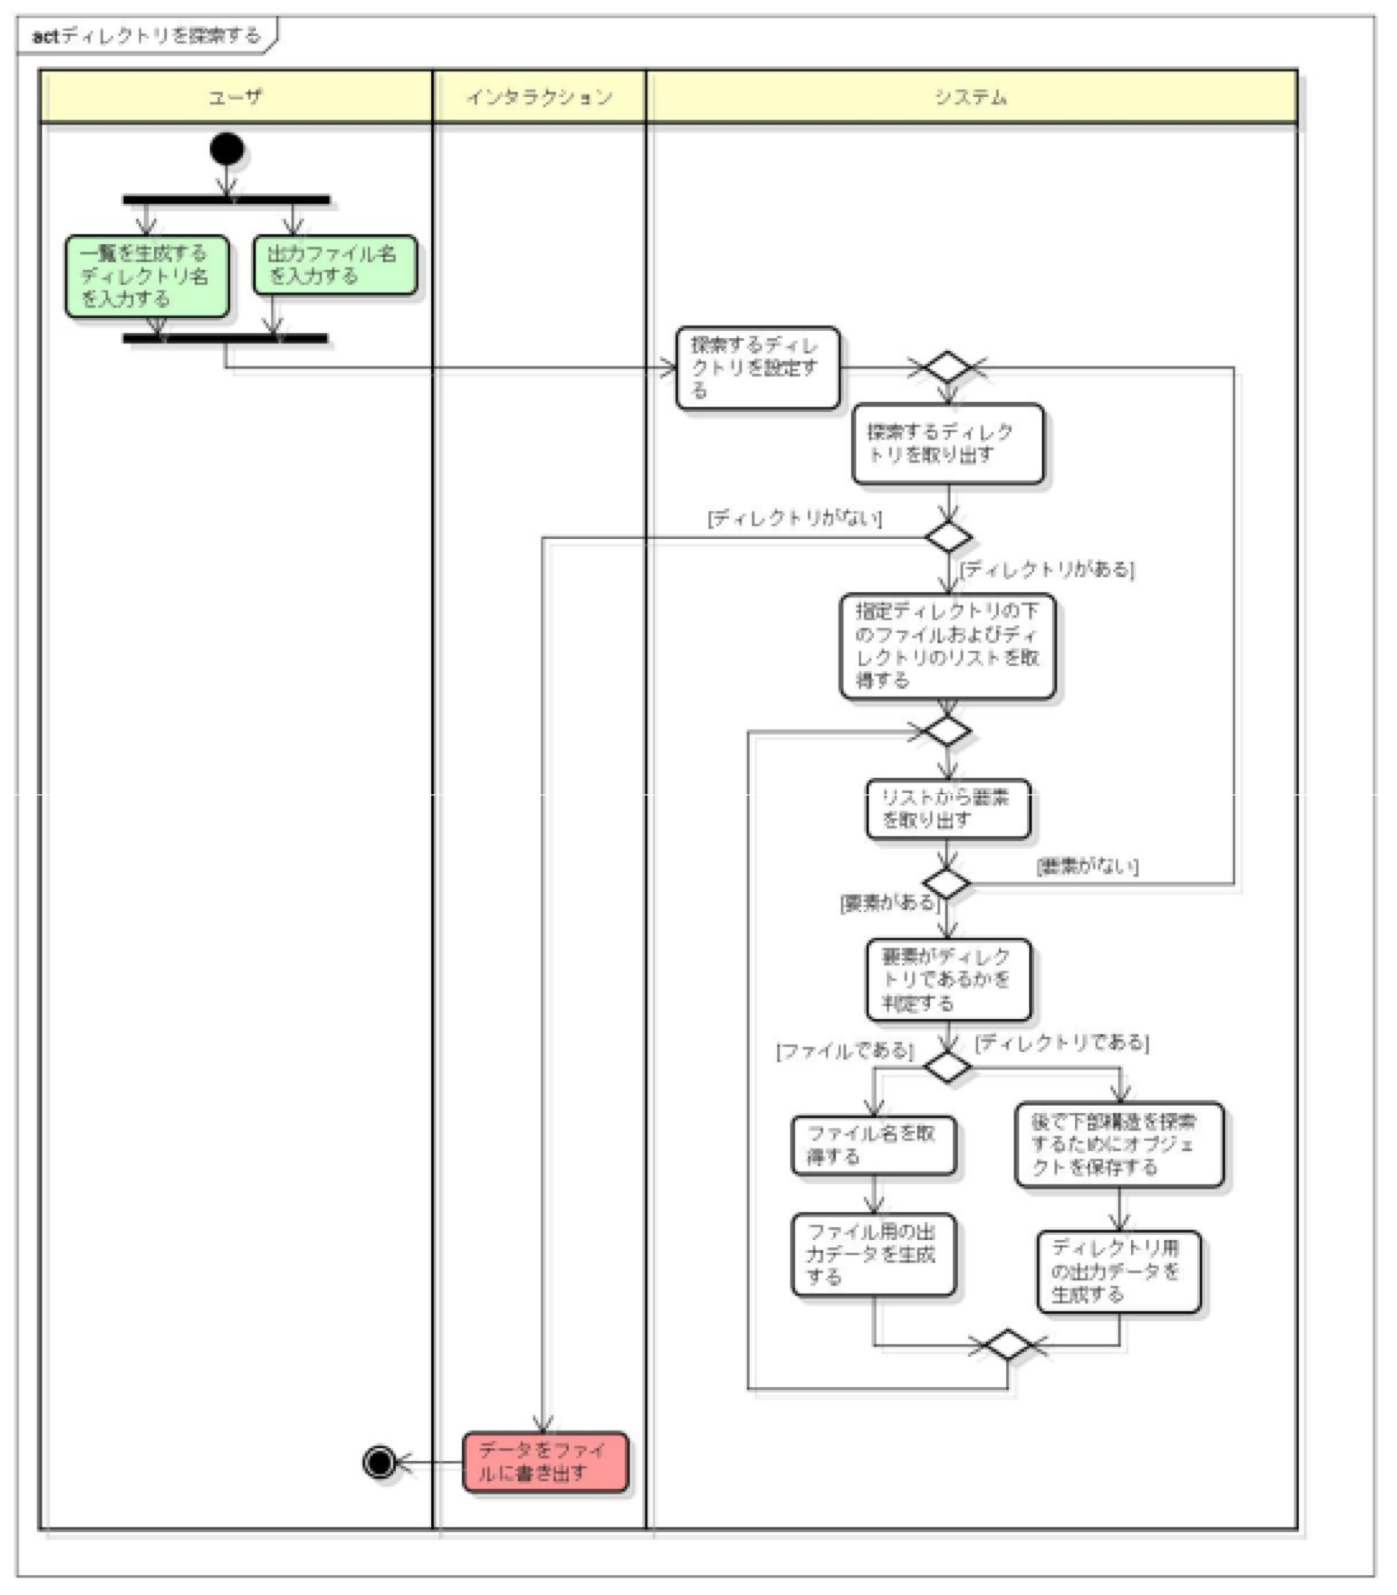 actディレクトリを探索する
ユーザ
インタラクション
システム
一覧を生成する
ディレクトリ名
を入力する
出力ファイル名
を入力する
探索するディレ
クトリを設定す
る
探索するディレク
トリを取り出す
[ディレクトリがない]
[ディレクトリがある]
指定ディレクトリの下
のファイルおよびディ
レクトリのリストを取
得する
リストから要素
を取り出す
[要素がない]
[要素がある]
要素がディレク
トリであるかを
判定する
[ファイルである]
[ディレクトリである]
ファイル名を取
得する
後で下部構造を探索
するためにオブジェ
クトを保存する
ファイル用の出
力データを生成
する
ディレクトリ用
の出力データを
生成する
データをファイ
ルに書き出す